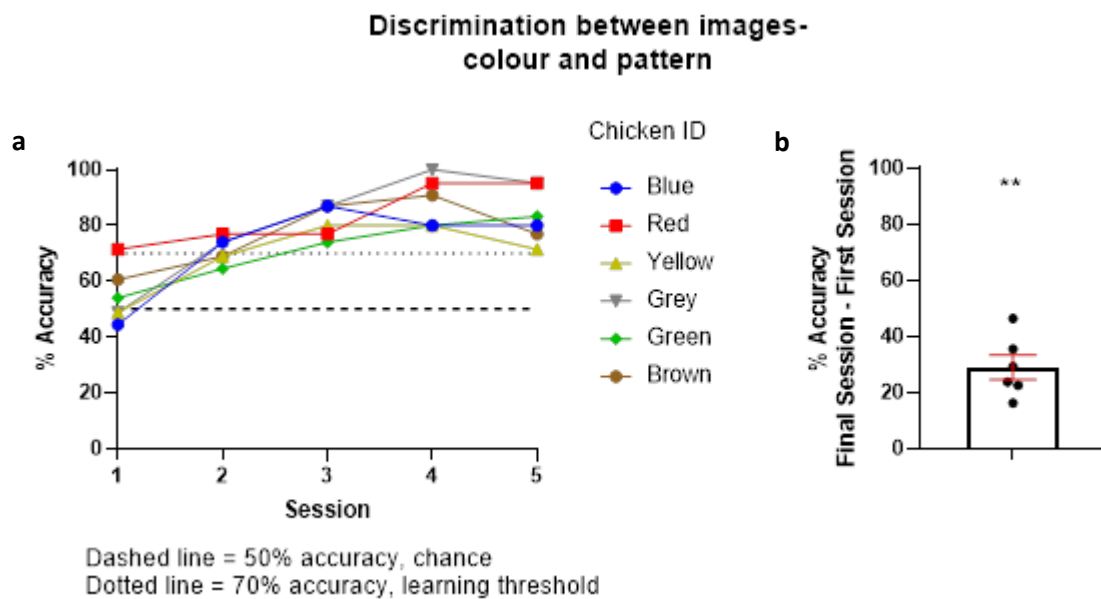 Discrimination between images-
colour and pattern
a
% Accuracy
100
80
60
40
20
0
1 2 3 4 5
Session
Chicken ID
Blue
Red
Yellow
Grey
Green
Brown
Dashed line = 50% accuracy, chance
Dotted line = 70% accuracy, learning threshold
b
% Accuracy
Final Session - First Session
100
80
60
40
20
0
**